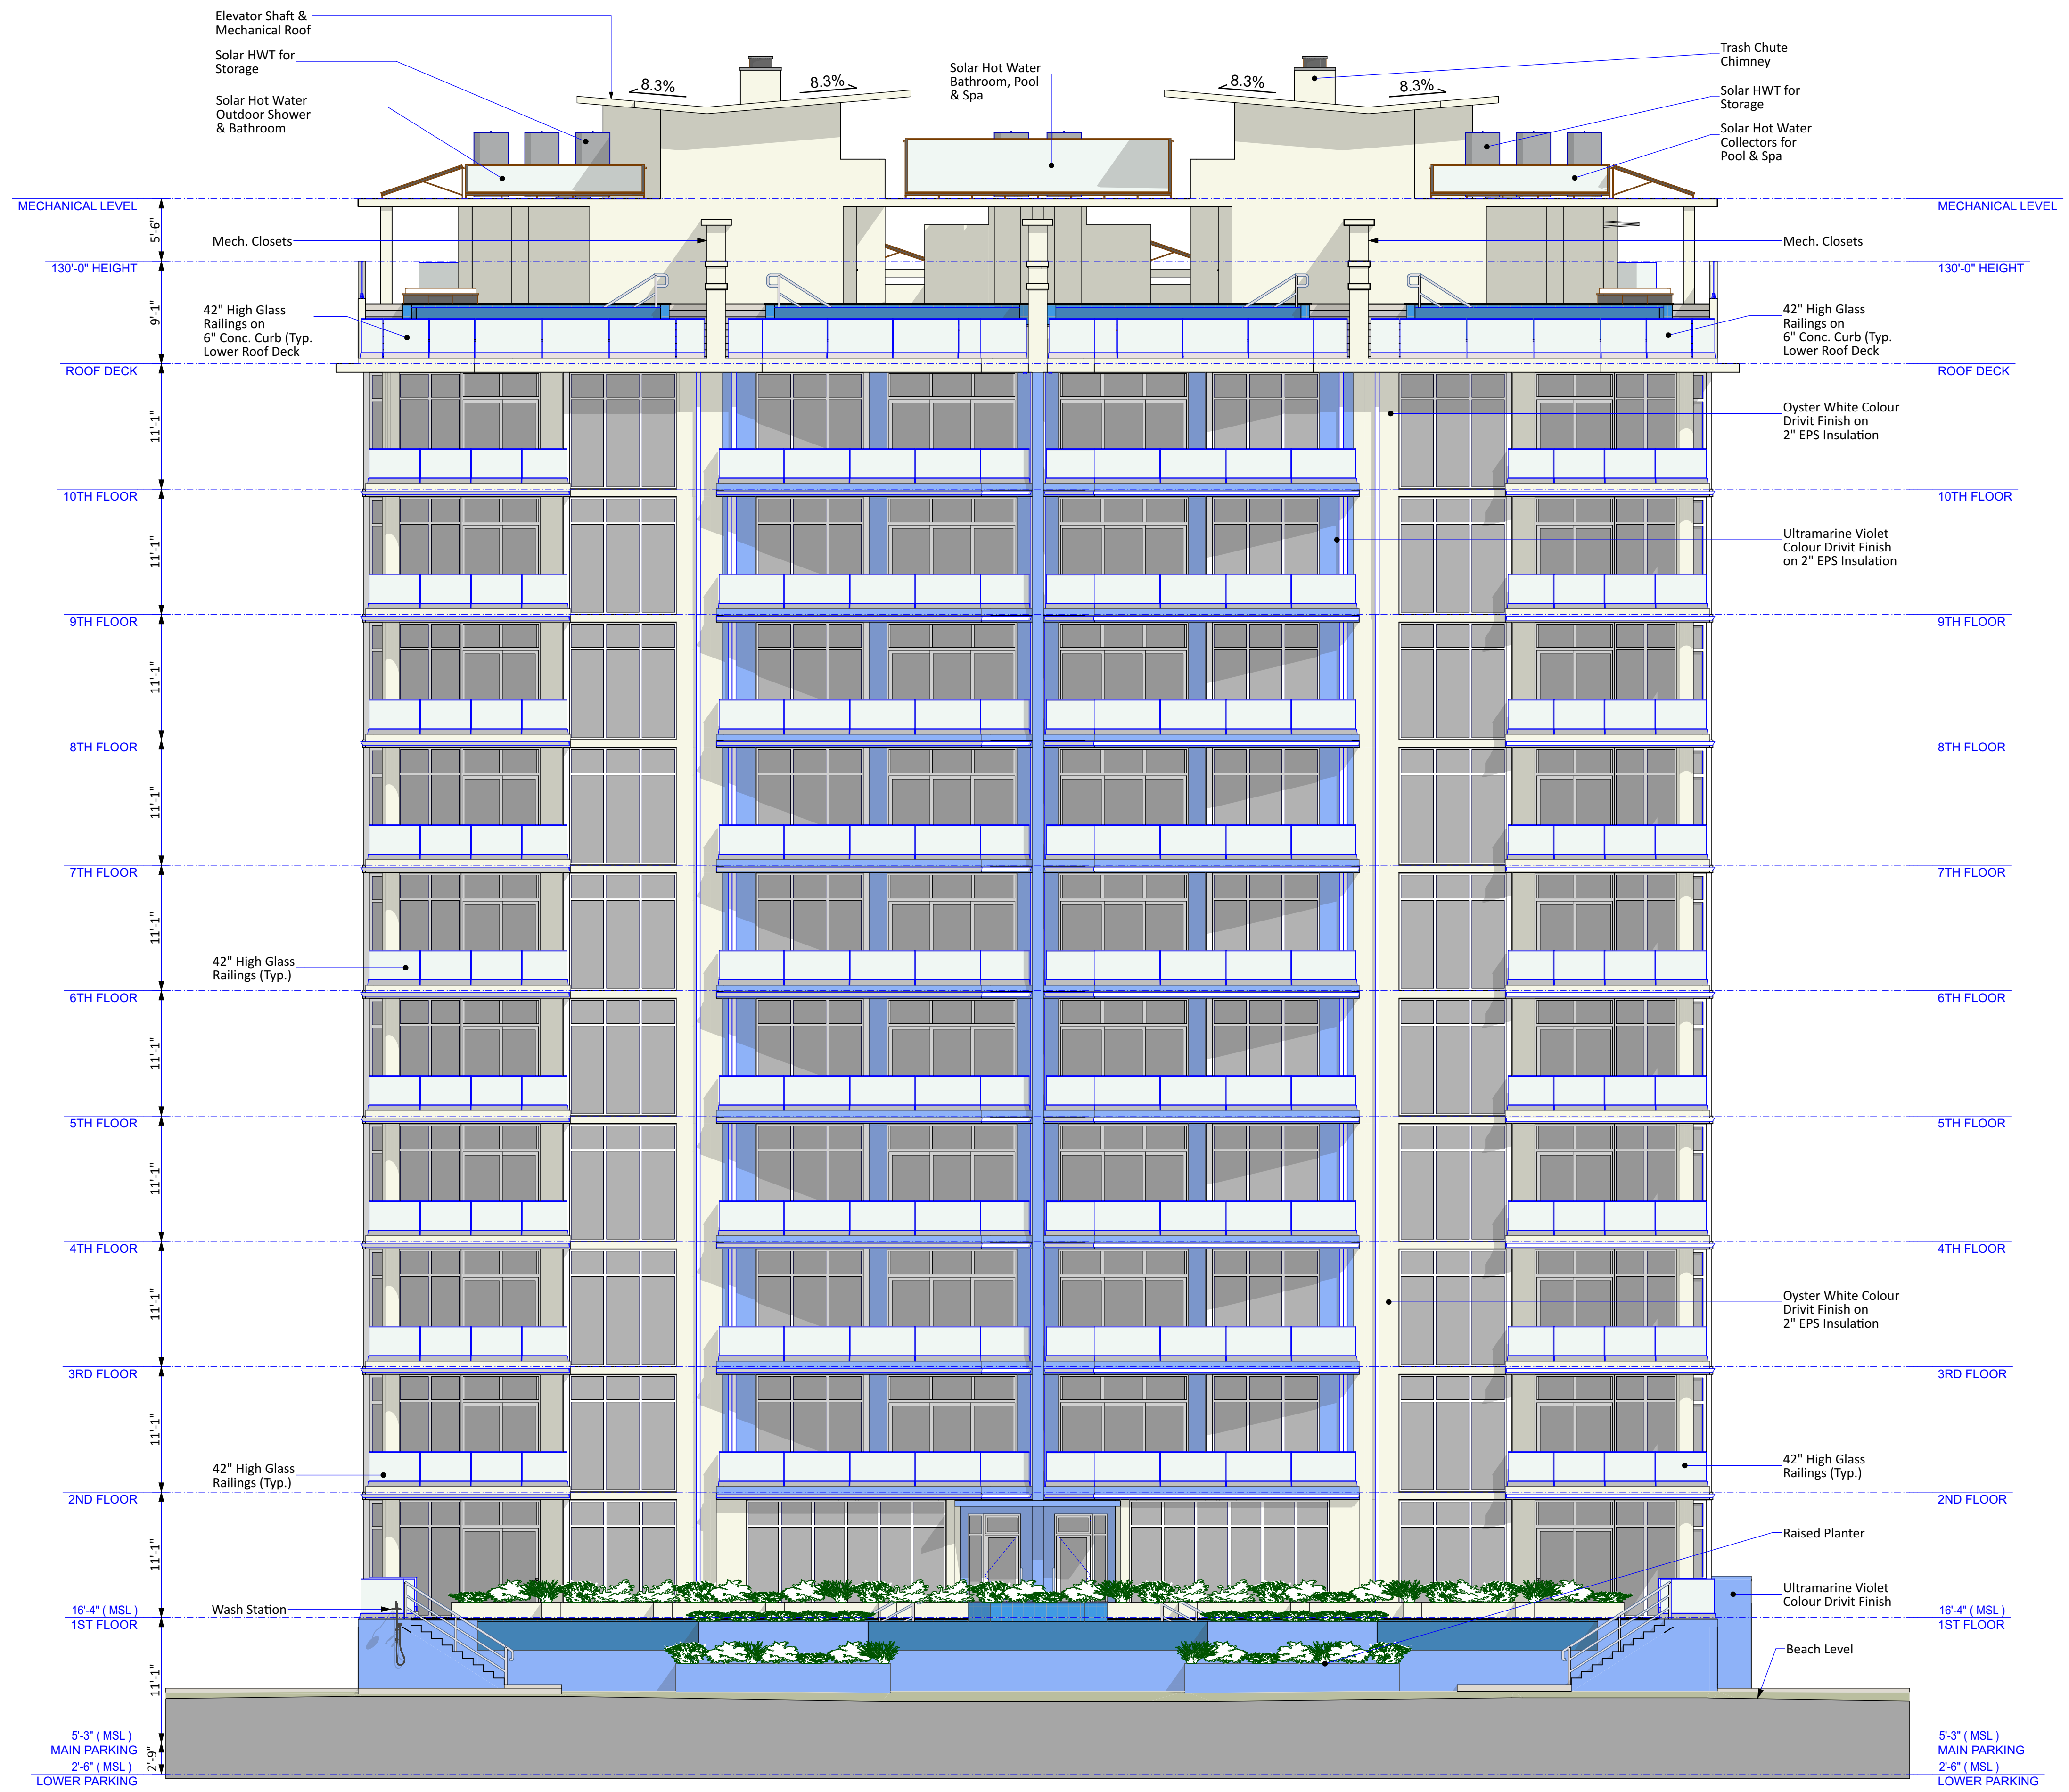 Elevator Shaft &
Mechanical Roof
Solar HWT for
Storage
Solar Hot Water
Outdoor Shower
& Bathroom
8.3%
8.3%
Solar Hot Water
Bathroom, Pool
& Spa
8.3%
8.3%
Trash Chute
Chimney
Solar HWT for
Storage
Solar Hot Water
Collectors for
Pool & Spa
MECHANICAL LEVEL
MECHANICAL LEVEL
5'-6"
Mech. Closets
Mech. Closets
130'-0" HEIGHT
130'-0" HEIGHT
9'-1"
42" High Glass
Railings on
6" Conc. Curb (Typ.
Lower Roof Deck
42" High Glass
Railings on
6" Conc. Curb (Typ.
Lower Roof Deck
ROOF DECK
ROOF DECK
11'-1"
Oyster White Colour
Drivit Finish on
2" EPS Insulation
10TH FLOOR
10TH FLOOR
11'-1"
Ultramarine Violet
Colour Drivit Finish
on 2" EPS Insulation
9TH FLOOR
9TH FLOOR
11'-1"
8TH FLOOR
8TH FLOOR
11'-1"
7TH FLOOR
7TH FLOOR
11'-1"
42" High Glass
Railings (Typ.)
6TH FLOOR
6TH FLOOR
11'-1"
5TH FLOOR
5TH FLOOR
11'-1"
4TH FLOOR
4TH FLOOR
11'-1"
Oyster White Colour
Drivit Finish on
2" EPS Insulation
3RD FLOOR
3RD FLOOR
11'-1"
42" High Glass
Railings (Typ.)
42" High Glass
Railings (Typ.)
2ND FLOOR
2ND FLOOR
11'-1"
Raised Planter
Ultramarine Violet
Colour Drivit Finish
Wash Station
16'-4" ( MSL )
1ST FLOOR
16'-4" ( MSL )
1ST FLOOR
11'-1"
Beach Level
5'-3" ( MSL )
MAIN PARKING
5'-3" ( MSL )
MAIN PARKING
2'-9"
2'-6" ( MSL )
LOWER PARKING
2'-6" ( MSL )
LOWER PARKING